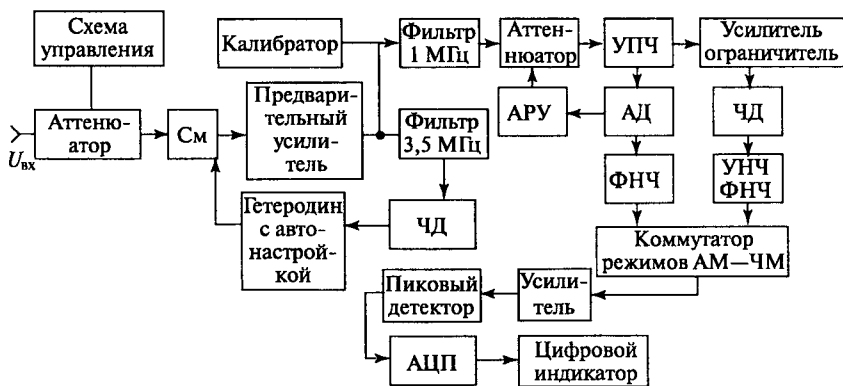 Схема
управления
Калибратор
Фильтр
1 МГц
Аттен-
нюатор
УПЧ
Усилитель
ограничитель
Аттеню-
атор
Uвх
См
Предвари-
тельный
усили-
тель
Фильтр
3,5 МГц
АРУ
АД
ЧД
Гетеродин
с авто-
настрой-
кой
ЧД
ФНЧ
УНЧ
ФНЧ
Коммутатор
режимов АМ—ЧМ
Пиковый
детектор
Усили-
тель
АЦП
Цифровой
индикатор